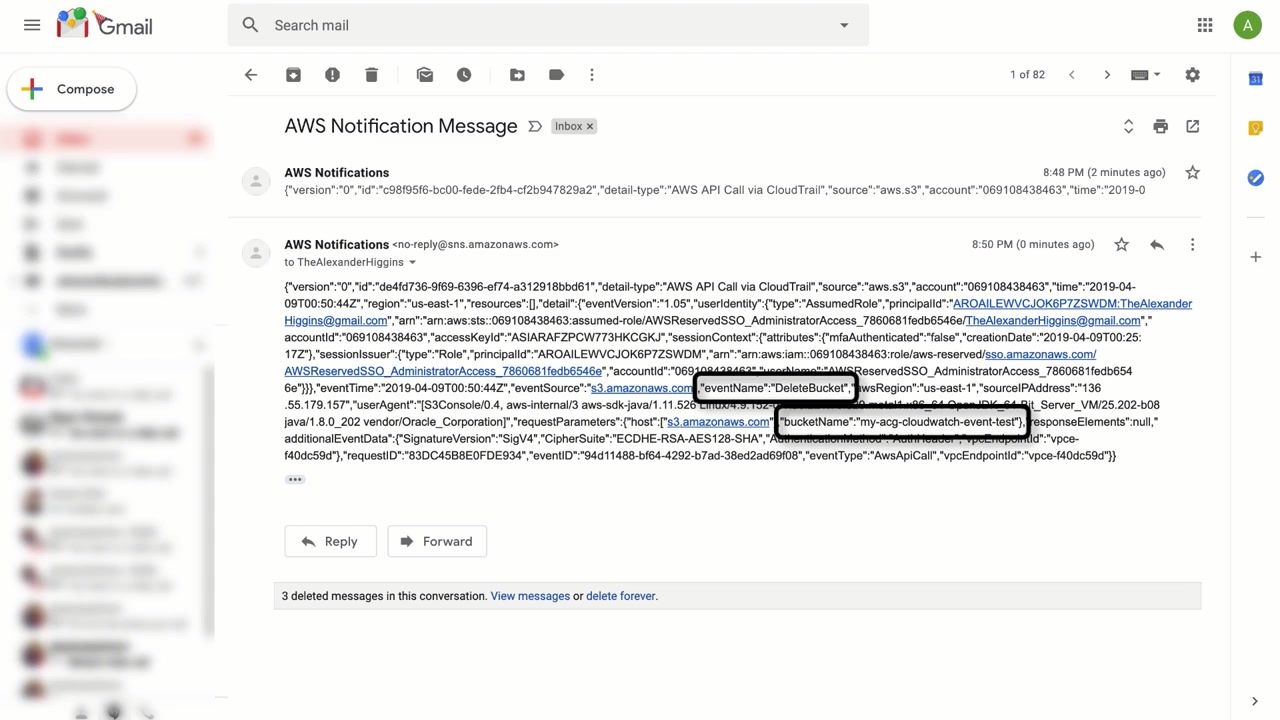 Gmail
Search mail
A
Compose
1 of 82
31
AWS Notification Message
Inbox ×
AWS Notifications
8:48 PM (2 minutes ago)
{"version":"0","id":"c98f95f6-bc00-fede-2fb4-cf2b947829a2","detail-type":"AWS API Call via CloudTrail","source":"aws.s3","account":"069108438463","time":"2019-0
AWS Notifications <no-reply@sns.amazonaws.com>
8:50 PM (0 minutes ago)
to TheAlexanderHiggins
{"version":"0","id":"de4fd736-9f69-6396-ef74-a312918bbd61","detail-type":"AWS API Call via CloudTrail","source":"aws.s3","account":"069108438463","time":"2019-04-
09T00:50:44Z","region":"us-east-1","resources":[],"detail":{"eventVersion":"1.05","userIdentity":{"type":"AssumedRole","principalId":"AROAILEWVCJOK6P7ZSWDM:TheAlexander
Higgins@gmail.com","arn":"arn:aws:sts::069108438463:assumed-role/AWSReservedSSO_AdministratorAccess_7860681fedb6546e/TheAlexanderHiggins@gmail.com","
accountId":"069108438463","accessKeyId":"ASIARAFZPCW773HKCGKJ","sessionContext":{"attributes":{"mfaAuthenticated":"false","creationDate":"2019-04-09T00:25:
17Z"},"sessionIssuer":{"type":"Role","principalId":"AROAILEWVCJOK6P7ZSWDM","arn":"arn:aws:iam::069108438463:role/aws-reserved/sso.amazonaws.com/
AWSReservedSSO_AdministratorAccess_7860681fedb6546e","accountId":"069108438463","userName":"AWSReservedSSO_AdministratorAccess_7860681fedb654
6e"}}},"eventTime":"2019-04-09T00:50:44Z","eventSource":"s3.amazonaws.com","eventName":"DeleteBucket","awsRegion":"us-east-1","sourceIPAddress":"136
.55.179.157","userAgent":"[S3Console/0.4, aws-internal/3 aws-sdk-java/1.11.526 x86_64 OpenJDK_64-Bit_Server_VM/25.202-b08
java/1.8.0_202 vendor/Oracle_Corporation]","requestParameters":{"host":["s3.amazonaws.com"],"bucketName":"my-acg-cloudwatch-event-test"},"responseElements":null,"
additionalEventData":{"SignatureVersion":"SigV4","CipherSuite":"ECDHE-RSA-AES128-SHA","AuthenticationMethod":"AuthHeader","vpcEndpointId":"vpce-
f40dc59d"},"requestID":"83DC45B8E0FDE934","eventID":"94d11488-bf64-4292-b7ad-38ed2ad69f08","eventType":"AwsApiCall","vpcEndpointId":"vpce-f40dc59d"}}
Reply
Forward
3 deleted messages in this conversation. View messages or delete forever.